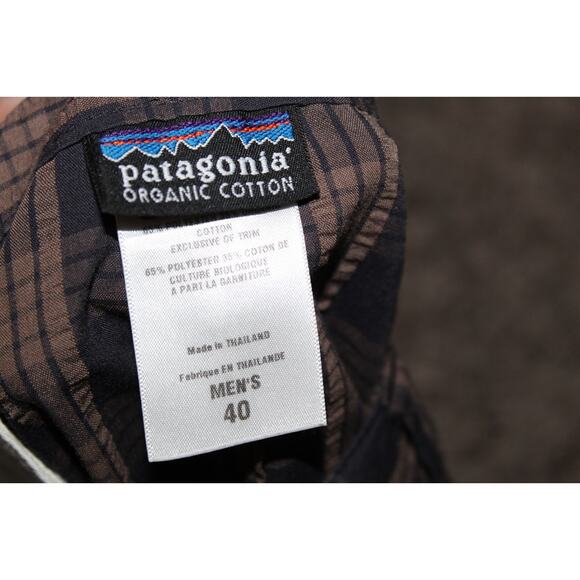 patagonia®
ORGANIC COTTON
COTTON
EXCLUSIVE OF TRIM
65% POLYESTER 35% COTON DE
CULTURE BIOLOGIQUE
A PART LA GARNITURE
Made in THAILAND
Fabriqué EN THAILANDE
MEN'S
40